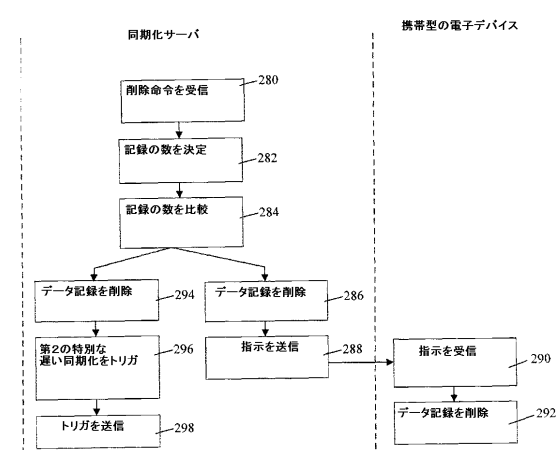 同期化サーバ
携帯型の電子デバイス
削除命令を受信
280
記録の数を決定
282
記録の数を比較
284
データ記録を削除
294
データ記録を削除
286
第2の特別な
遅い同期化をトリガ
296
指示を送信
288
指示を受信
290
トリガを送信
298
データ記録を削除
292